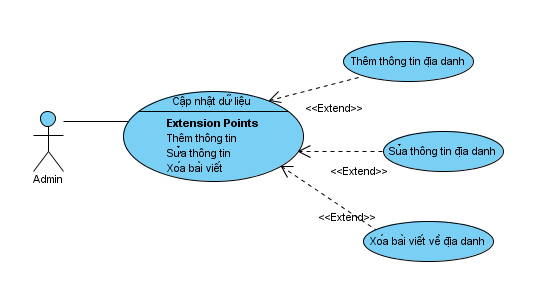 Thêm thông tin địa danh
Cập nhật dữ liệu
<<Extend>>
Extension Points
Thêm thông tin
Sửa thông tin
Xóa bài viết
Sủa thông tin địa danh
<<Extend>>
Admin
<<Extend>>
Xóa bài viết về địa danh